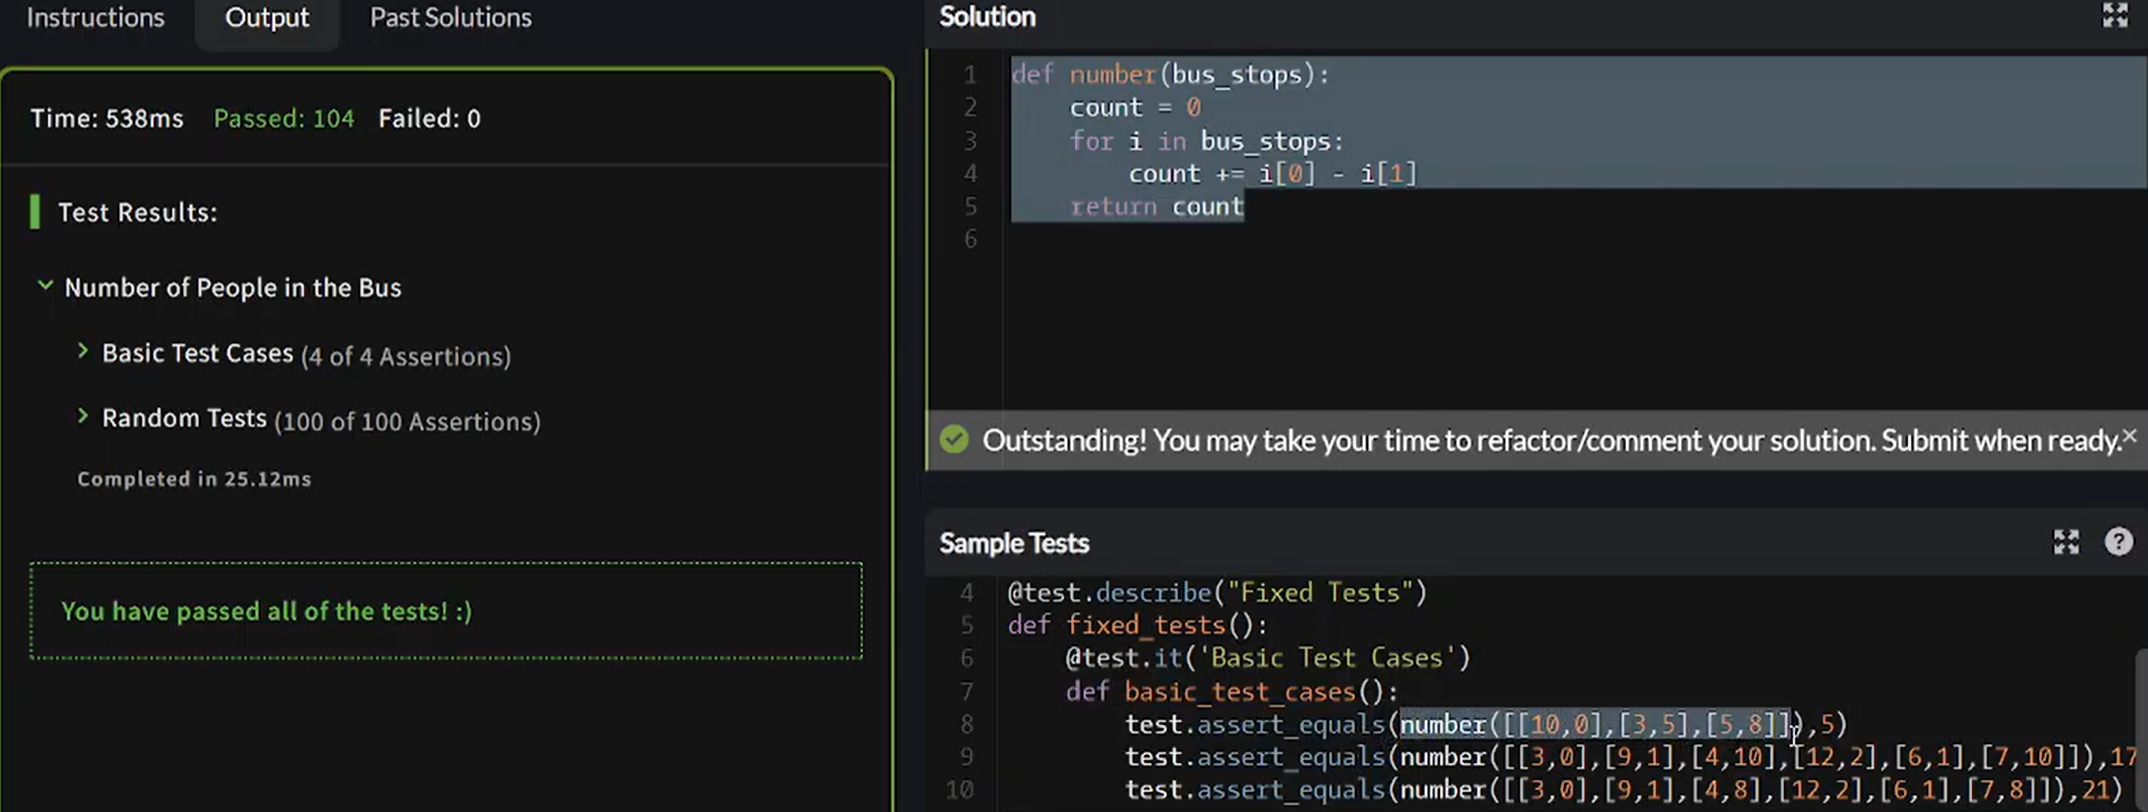 Instructions Output Past Solutions
Time: 538ms Passed: 104 Failed: 0
Test Results:
Number of People in the Bus
Basic Test Cases (4 of 4 Assertions)
Random Tests (100 of 100 Assertions)
Completed in 25.12ms
You have passed all of the tests! :)
Solution
1 def number(bus_stops):
2     count = 0
3     for i in bus_stops:
4         count += i[0] - i[1]
5     return count
6
Outstanding! You may take your time to refactor/comment your solution. Submit when ready.
Sample Tests
4 @test.describe("Fixed Tests")
5 def fixed_tests():
6     @test.it('Basic Test Cases')
7     def basic_test_cases():
8         test.assert_equals(number([[10,0],[3,5],[5,8]]),5)
9         test.assert_equals(number([[3,0],[9,1],[4,10],[12,2],[6,1],[7,10]]),17
10         test.assert_equals(number([[3,0],[9,1],[4,8],[12,2],[6,1],[7,8]]),21)